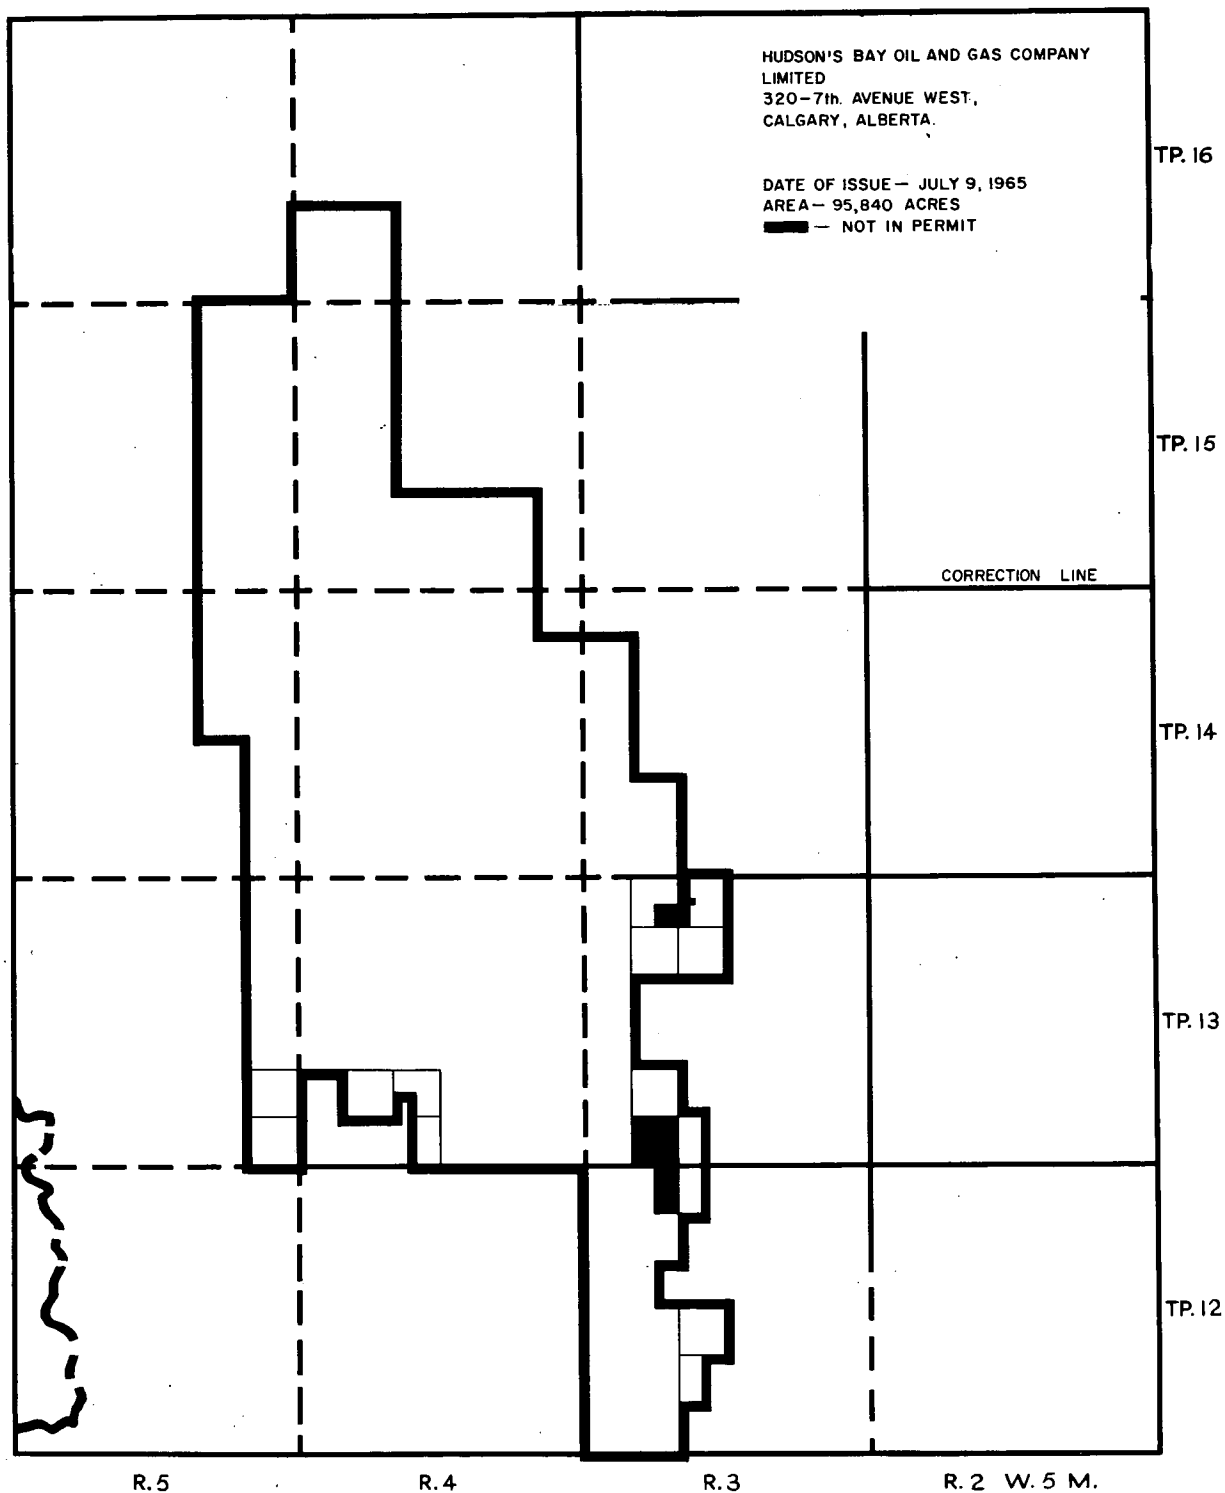 HUDSON'S BAY OIL AND GAS COMPANY
LIMITED
320-7th. AVENUE WEST,
CALGARY, ALBERTA.
DATE OF ISSUE — JULY 9, 1965
AREA — 95,840 ACRES
— NOT IN PERMIT
TP. 16
TP. 15
CORRECTION LINE
TP. 14
TP. 13
TP. 12
R. 5 R. 4 R. 3 R. 2 W. 5 M.